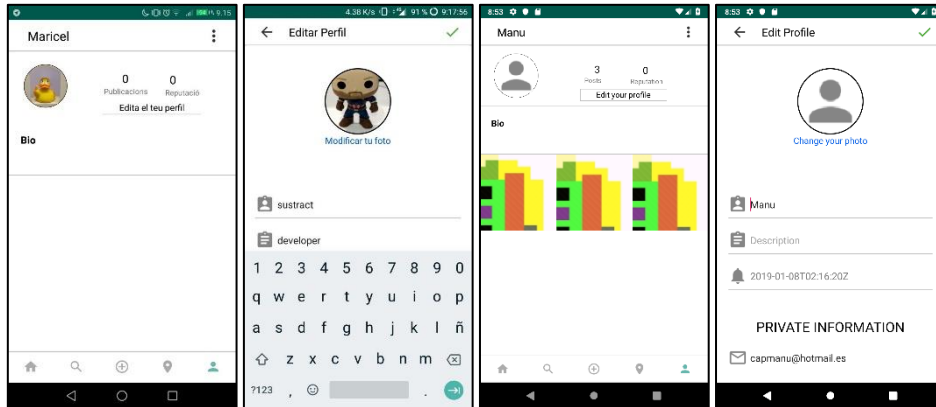 9.15
Maricel
0 0
Publicacions Reputació
Edita el teu perfil
Bio
4.3B K/s 91 % 9:17:56
Editar Perfil
Modificar tu foto
sustract
developer
1 2 3 4 5 6 7 8 9 0
q w e r t y u i o p
a s d f g h j k l ñ
z x c v b n m
?123 , .
8:53
Manu
3 0
Posts Reputation
Edit your profile
Bio
8:53
Edit Profile
Change your photo
Manu
Description
2019-01-08T02:16:20Z
PRIVATE INFORMATION
capmanu@hotmail.es